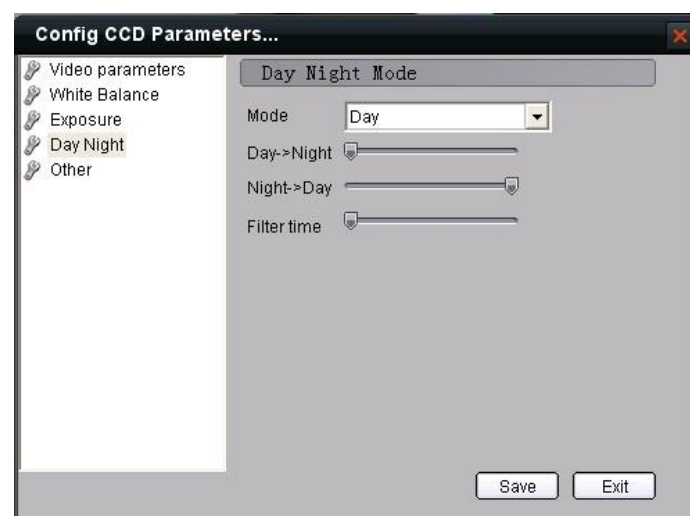 Config CCD Parameters...
Video parameters
White Balance
Exposure
Day Night
Other
Day Night Mode
Mode Day
Day->Night
Night->Day
Filter time
Save Exit